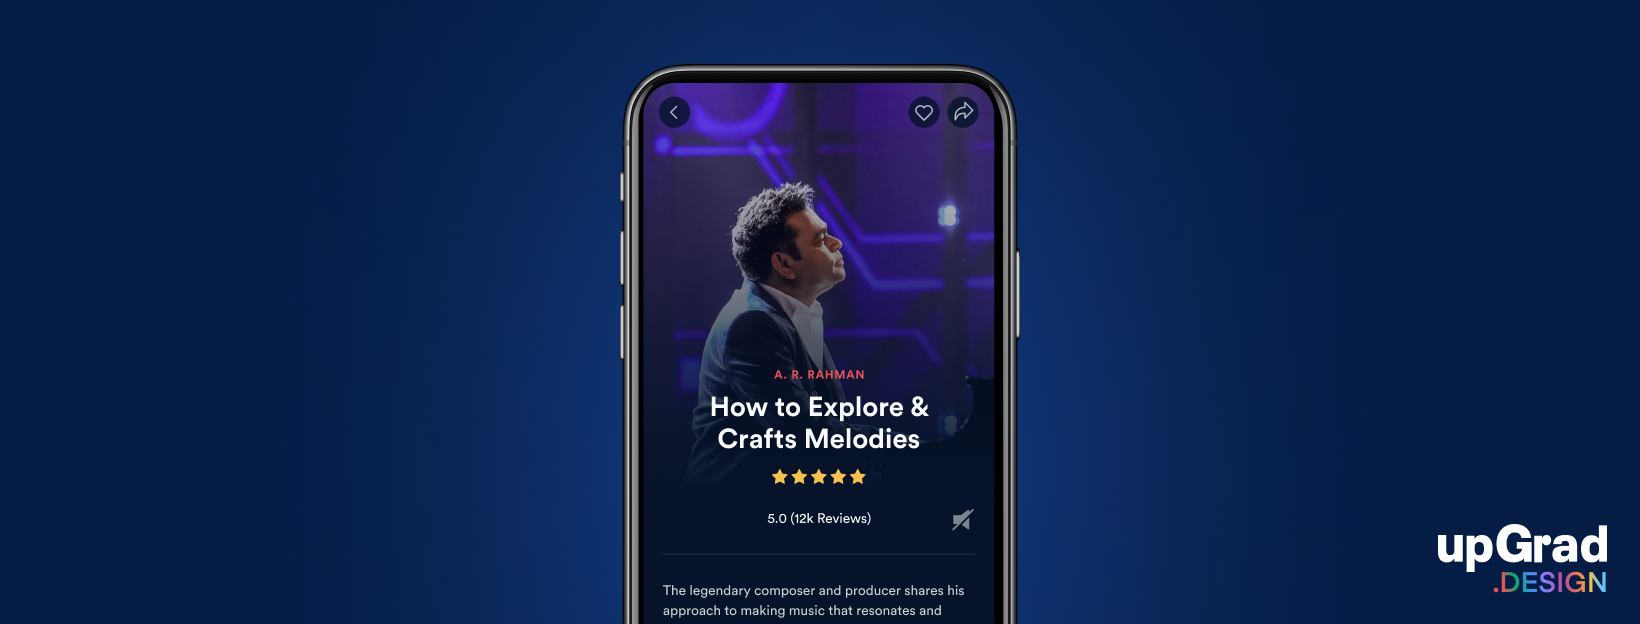 A. R. RAHMAN
How to Explore &
Crafts Melodies
5.0 (12k Reviews)
The legendary composer and producer shares his
approach to making music that resonates and
upGrad
.DESIGN